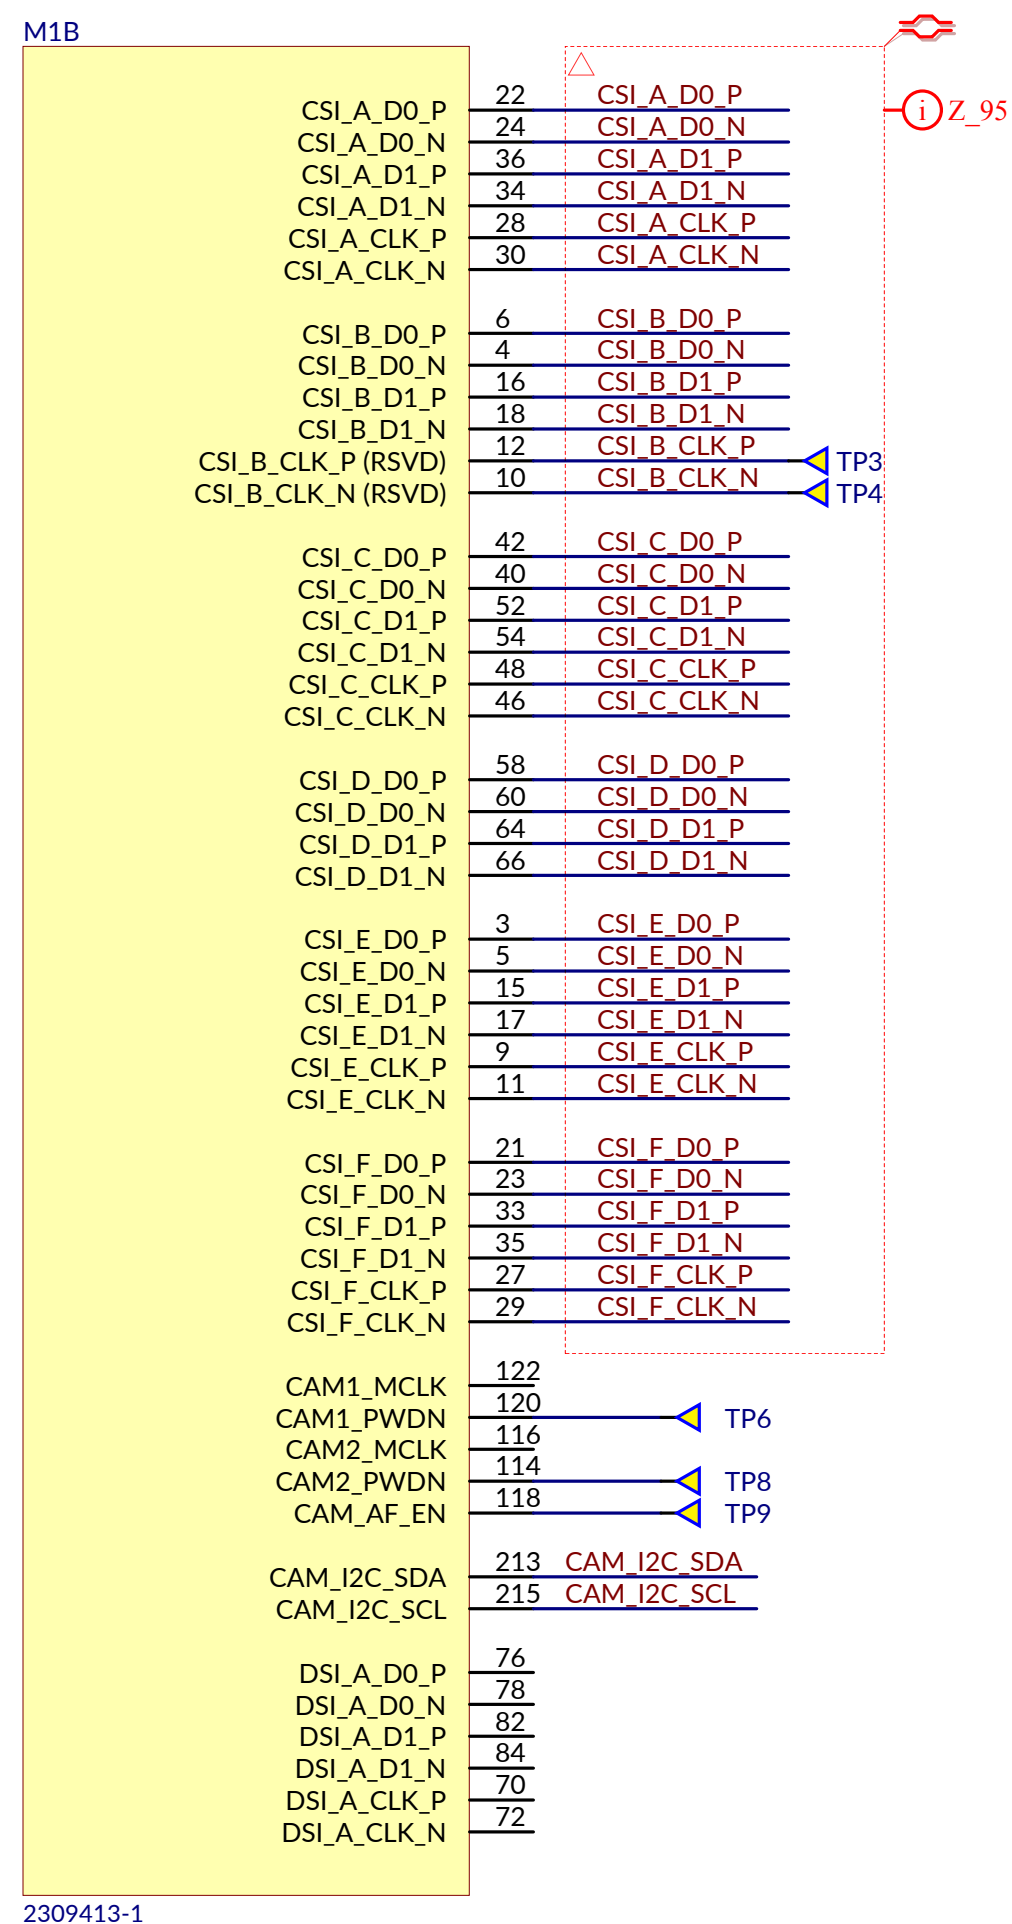 M1B
CSI_A_D0_P 22 CSI_A_D0_P
i Z_95
CSI_A_D0_N 24 CSI_A_D0_N
CSI_A_D1_P 36 CSI_A_D1_P
CSI_A_D1_N 34 CSI_A_D1_N
CSI_A_CLK_P 28 CSI_A_CLK_P
CSI_A_CLK_N 30 CSI_A_CLK_N
CSI_B_D0_P 6 CSI_B_D0_P
CSI_B_D0_N 4 CSI_B_D0_N
CSI_B_D1_P 16 CSI_B_D1_P
CSI_B_D1_N 18 CSI_B_D1_N
CSI_B_CLK_P (RSVD) 12 CSI_B_CLK_P TP3
CSI_B_CLK_N (RSVD) 10 CSI_B_CLK_N TP4
CSI_C_D0_P 42 CSI_C_D0_P
CSI_C_D0_N 40 CSI_C_D0_N
CSI_C_D1_P 52 CSI_C_D1_P
CSI_C_D1_N 54 CSI_C_D1_N
CSI_C_CLK_P 48 CSI_C_CLK_P
CSI_C_CLK_N 46 CSI_C_CLK_N
CSI_D_D0_P 58 CSI_D_D0_P
CSI_D_D0_N 60 CSI_D_D0_N
CSI_D_D1_P 64 CSI_D_D1_P
CSI_D_D1_N 66 CSI_D_D1_N
CSI_E_D0_P 3 CSI_E_D0_P
CSI_E_D0_N 5 CSI_E_D0_N
CSI_E_D1_P 15 CSI_E_D1_P
CSI_E_D1_N 17 CSI_E_D1_N
CSI_E_CLK_P 9 CSI_E_CLK_P
CSI_E_CLK_N 11 CSI_E_CLK_N
CSI_F_D0_P 21 CSI_F_D0_P
CSI_F_D0_N 23 CSI_F_D0_N
CSI_F_D1_P 33 CSI_F_D1_P
CSI_F_D1_N 35 CSI_F_D1_N
CSI_F_CLK_P 27 CSI_F_CLK_P
CSI_F_CLK_N 29 CSI_F_CLK_N
CAM1_MCLK 122
CAM1_PWDN 120 TP6
CAM2_MCLK 116
CAM2_PWDN 114 TP8
CAM_AF_EN 118 TP9
CAM_I2C_SDA 213 CAM_I2C_SDA
CAM_I2C_SCL 215 CAM_I2C_SCL
DSI_A_D0_P 76
DSI_A_D0_N 78
DSI_A_D1_P 82
DSI_A_D1_N 84
DSI_A_CLK_P 70
DSI_A_CLK_N 72
2309413-1